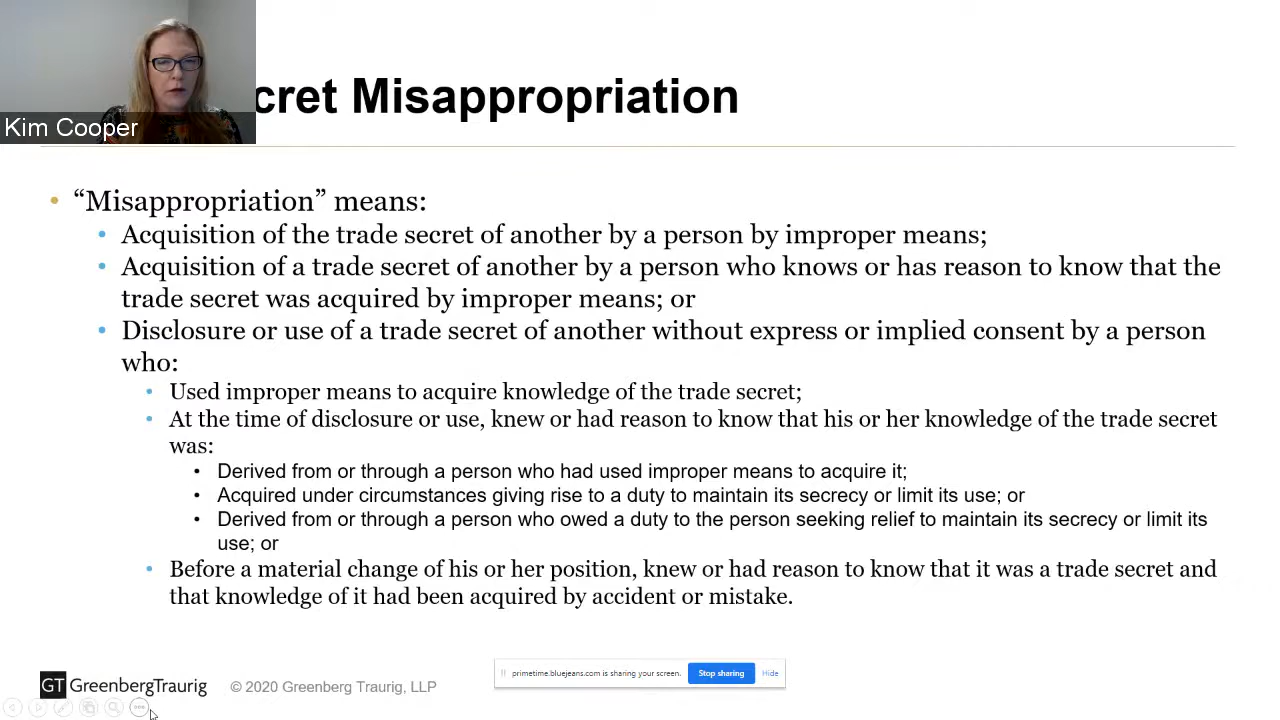 cret Misappropriation
Kim Cooper
• “Misappropriation” means:
• Acquisition of the trade secret of another by a person by improper means;
• Acquisition of a trade secret of another by a person who knows or has reason to know that the
trade secret was acquired by improper means; or
• Disclosure or use of a trade secret of another without express or implied consent by a person
who:
• Used improper means to acquire knowledge of the trade secret;
• At the time of disclosure or use, knew or had reason to know that his or her knowledge of the trade secret
was:
• Derived from or through a person who had used improper means to acquire it;
• Acquired under circumstances giving rise to a duty to maintain its secrecy or limit its use; or
• Derived from or through a person who owed a duty to the person seeking relief to maintain its secrecy or limit its
use; or
• Before a material change of his or her position, knew or had reason to know that it was a trade secret and
that knowledge of it had been acquired by accident or mistake.
primetime.bluejeans.com is sharing your screen. Stop sharing Hide
GT GreenbergTraurig © 2020 Greenberg Traurig, LLP